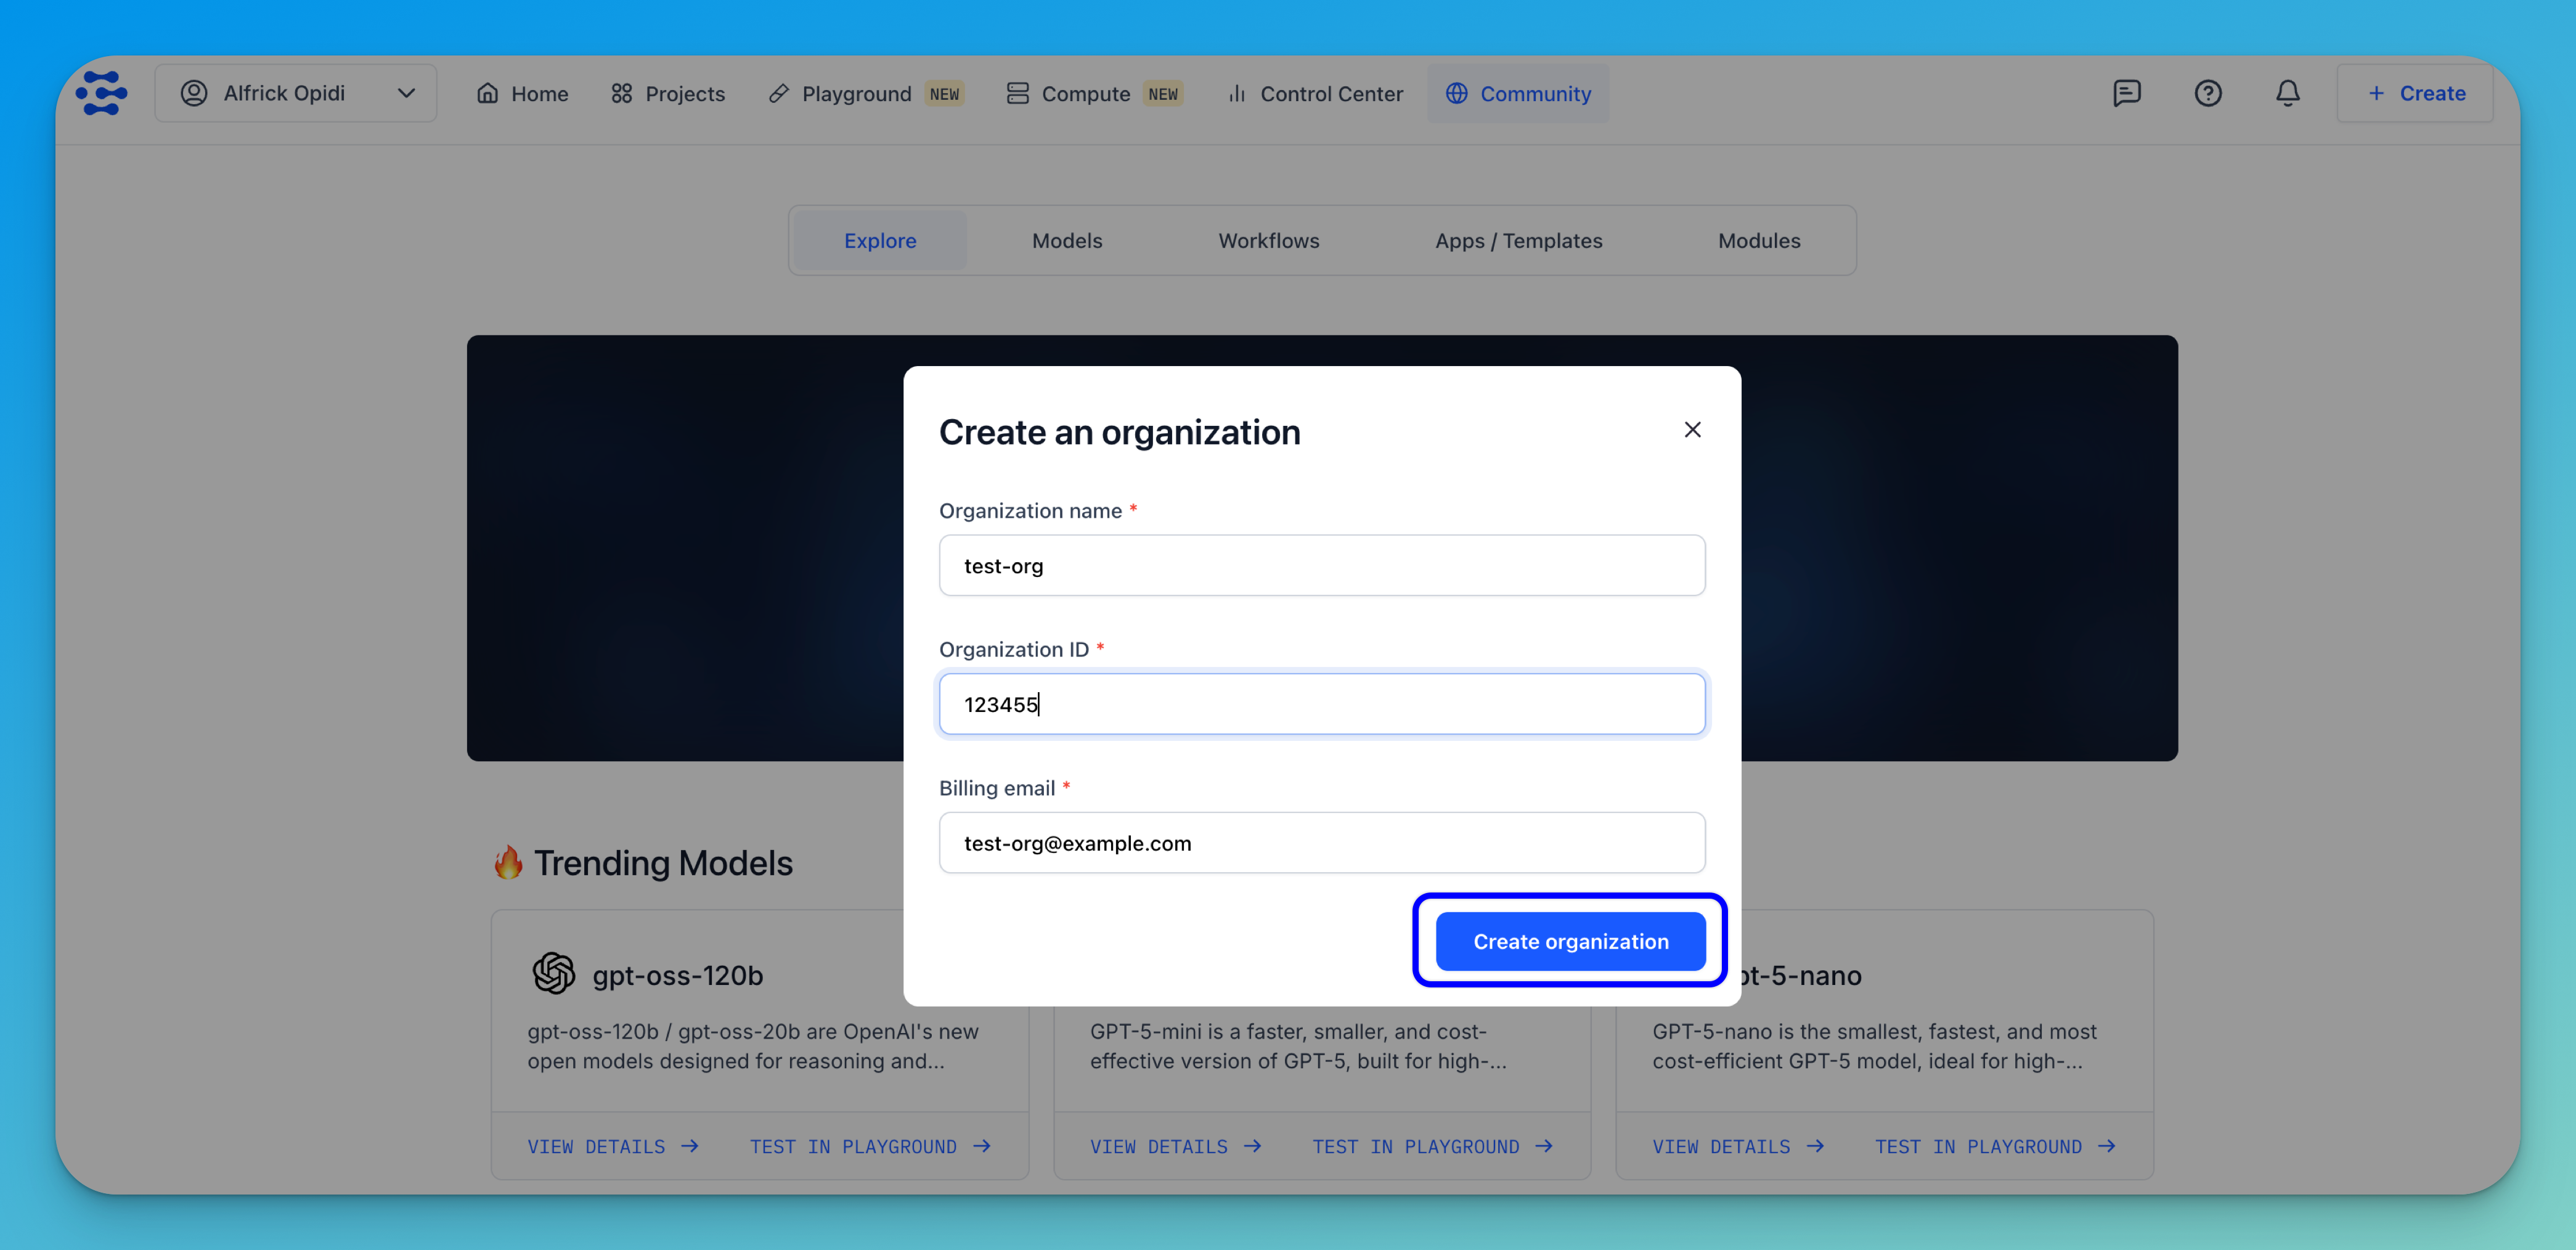 Alfrick Opidi
Home
Projects
Playground NEW
Compute NEW
Control Center
Community
+ Create
Explore
Models
Workflows
Apps / Templates
Modules
Create an organization
Organization name *
test-org
Organization ID *
123455
Billing email *
test-org@example.com
Create organization
🔥 Trending Models
gpt-oss-120b
gpt-oss-120b / gpt-oss-20b are OpenAI's new
open models designed for reasoning and...
VIEW DETAILS →
TEST IN PLAYGROUND →
GPT-5-mini is a faster, smaller, and cost-
effective version of GPT-5, built for high-...
VIEW DETAILS →
TEST IN PLAYGROUND →
pt-5-nano
GPT-5-nano is the smallest, fastest, and most
cost-efficient GPT-5 model, ideal for high-...
VIEW DETAILS →
TEST IN PLAYGROUND →